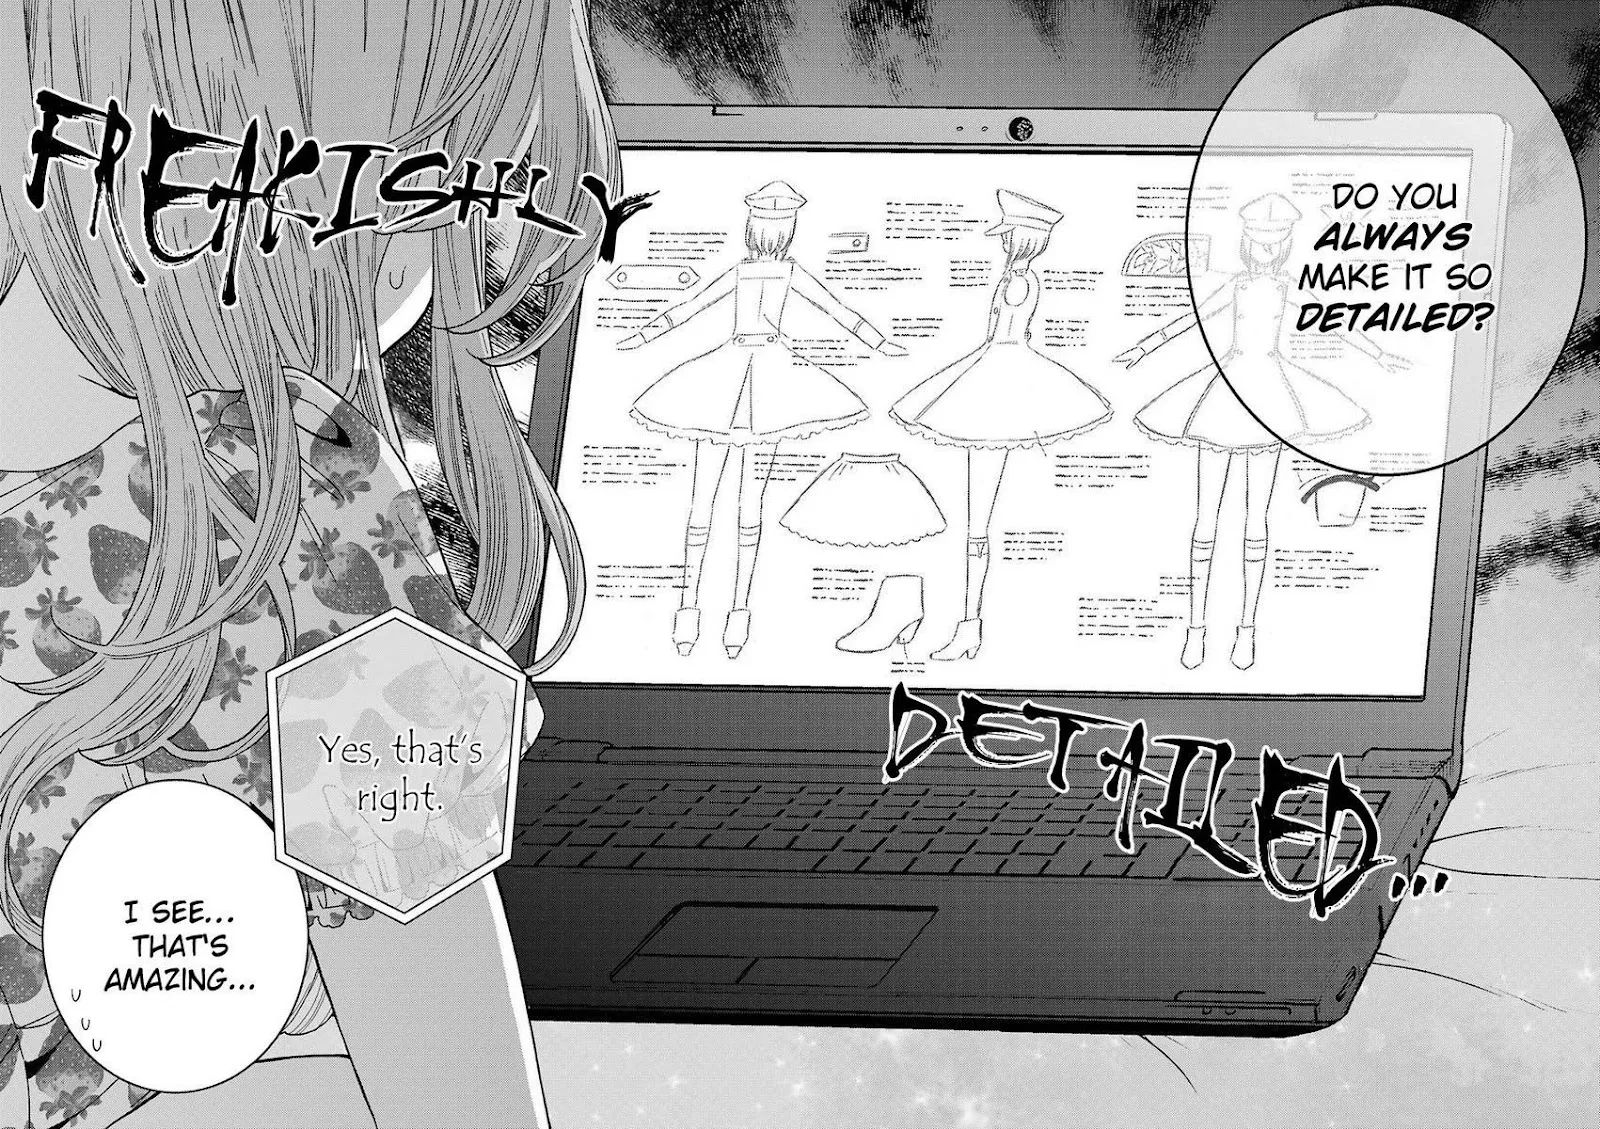 DO YOU
ALWAYS
MAKE IT SO
DETAILED?
FREAKISHLY
DETAILED...
Yes, that's
right.
I SEE...
THAT'S
AMAZING...